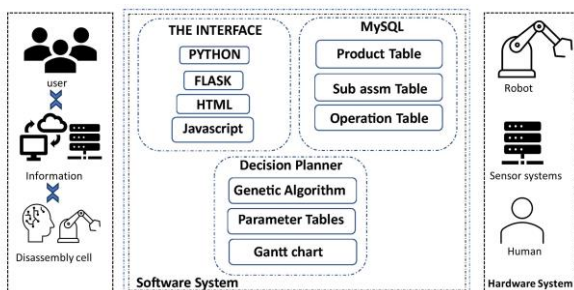 user
Information
Disassembly cell
THE INTERFACE
PYTHON
FLASK
HTML
Javascript
MySQL
Product Table
Sub assm Table
Operation Table
Decision Planner
Genetic Algorithm
Parameter Tables
Gantt chart
Software System
Robot
Sensor systems
Human
Hardware System